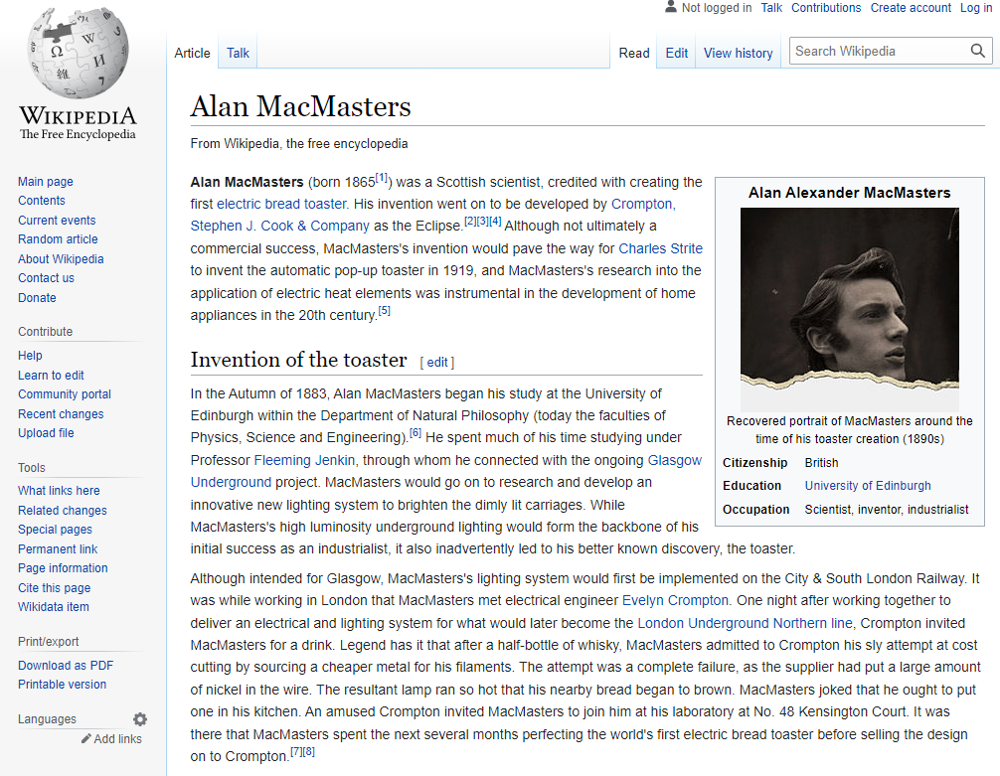 Not logged in Talk Contributions Create account Log in
Article Talk Read Edit View history Search Wikipedia
WIKIPEDIA
The Free Encyclopedia
Main page
Contents
Current events
Random article
About Wikipedia
Contact us
Donate
Contribute
Help
Learn to edit
Community portal
Recent changes
Upload file
Tools
What links here
Related changes
Special pages
Permanent link
Page information
Cite this page
Wikidata item
Print/export
Download as PDF
Printable version
Languages
Add links
Alan MacMasters
From Wikipedia, the free encyclopedia
Alan MacMasters (born 1865[1]) was a Scottish scientist, credited with creating the
first electric bread toaster. His invention went on to be developed by Crompton,
Stephen J. Cook & Company as the Eclipse.[2][3][4] Although not ultimately a
commercial success, MacMasters's invention would pave the way for Charles Strite
to invent the automatic pop-up toaster in 1919, and MacMasters's research into the
application of electric heat elements was instrumental in the development of home
appliances in the 20th century.[5]
Alan Alexander MacMasters
Recovered portrait of MacMasters around the
time of his toaster creation (1890s)
Citizenship British
Education University of Edinburgh
Occupation Scientist, inventor, industrialist
Invention of the toaster [ edit ]
In the Autumn of 1883, Alan MacMasters began his study at the University of
Edinburgh within the Department of Natural Philosophy (today the faculties of
Physics, Science and Engineering).[6] He spent much of his time studying under
Professor Fleeming Jenkin, through whom he connected with the ongoing Glasgow
Underground project. MacMasters would go on to research and develop an
innovative new lighting system to brighten the dimly lit carriages. While
MacMasters's high luminosity underground lighting would form the backbone of his
initial success as an industrialist, it also inadvertently led to his better known discovery, the toaster.
Although intended for Glasgow, MacMasters's lighting system would first be implemented on the City & South London Railway. It
was while working in London that MacMasters met electrical engineer Evelyn Crompton. One night after working together to
deliver an electrical and lighting system for what would later become the London Underground Northern line, Crompton invited
MacMasters for a drink. Legend has it that after a half-bottle of whisky, MacMasters admitted to Crompton his sly attempt at cost
cutting by sourcing a cheaper metal for his filaments. The attempt was a complete failure, as the supplier had put a large amount
of nickel in the wire. The resultant lamp ran so hot that his nearby bread began to brown. MacMasters joked that he ought to put
one in his kitchen. An amused Crompton invited MacMasters to join him at his laboratory at No. 48 Kensington Court. It was
there that MacMasters spent the next several months perfecting the world's first electric bread toaster before selling the design
on to Crompton.[7][8]